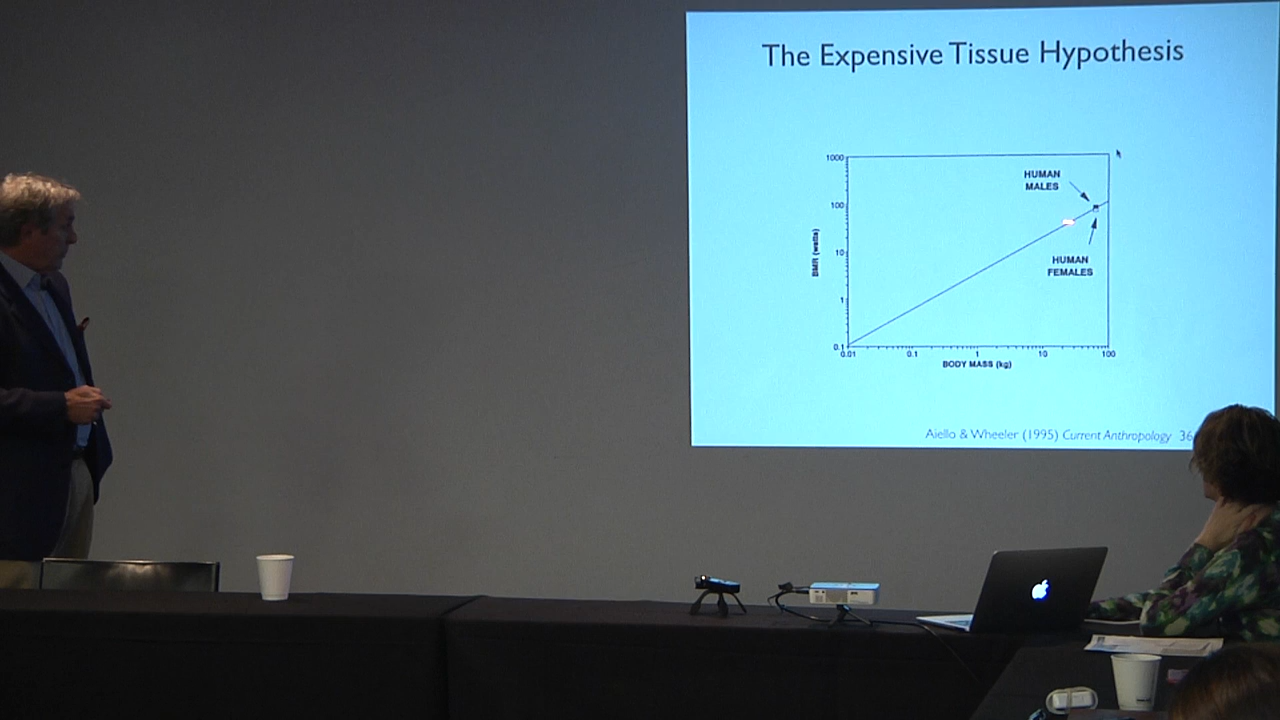 The Expensive Tissue Hypothesis
1000
100
10
1
0.1
BMR (watts)
HUMAN
MALES
HUMAN
FEMALES
0.01 0.1 1 10 100
BODY MASS (kg)
Aiello & Wheeler (1995) Current Anthropology 36